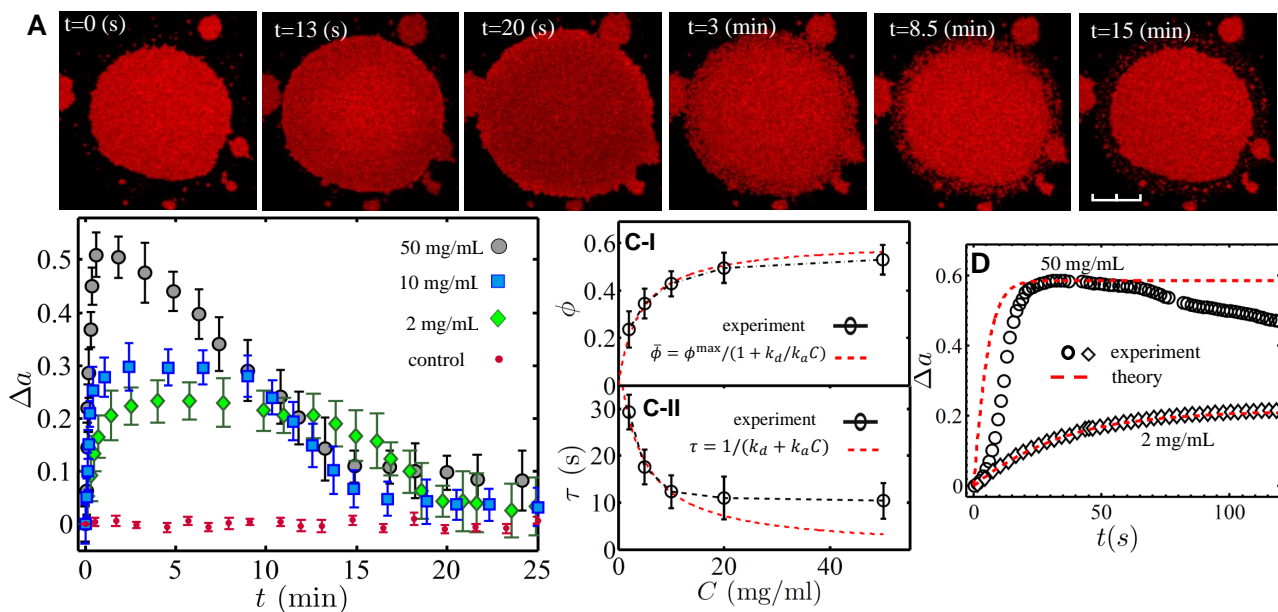 A
t=0 (s)
t=13 (s)
t=20 (s)
t=3 (min)
t=8.5 (min)
t=15 (min)
0.5
0.4
0.3
0.2
0.1
0
Δa
50 mg/mL
10 mg/mL
2 mg/mL
control
0 5 10 15 20 25
t (min)
C-I
0.6
0.4
0.2
0
ϕ
experiment
ϕ̄ = ϕ^max/(1 + k_d/k_aC)
C-II
30
20
10
0
τ (s)
experiment
τ = 1/(k_d + k_aC)
0 20 40
C (mg/ml)
D
0.6
0.4
0.2
0.0
Δa
50 mg/mL
experiment
theory
2 mg/mL
0 50 100
t(s)